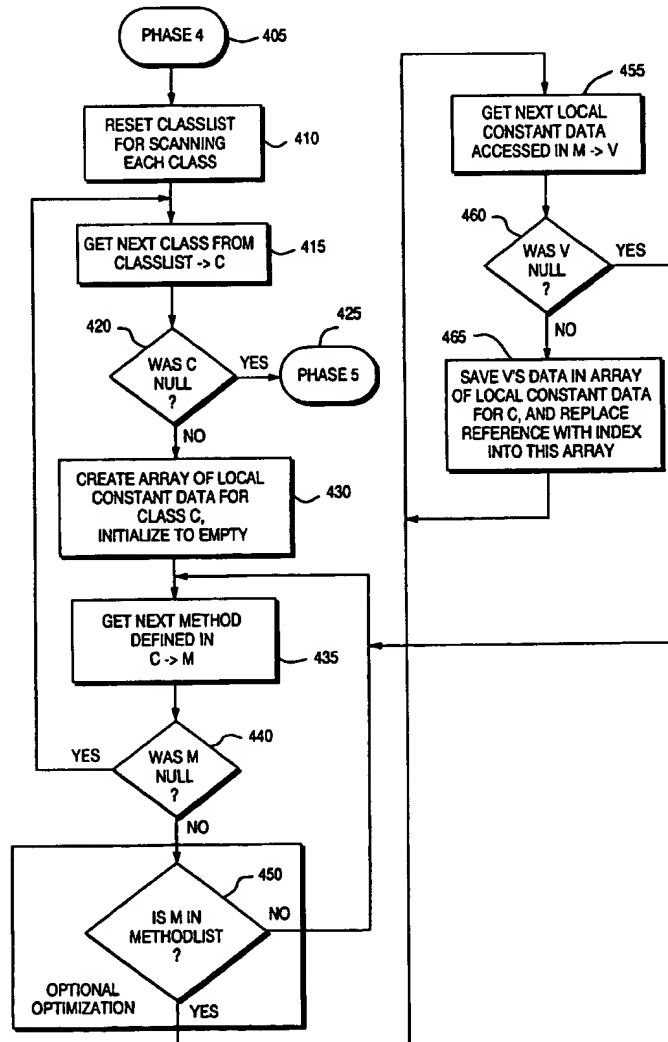 PHASE 4
405
RESET CLASSLIST
FOR SCANNING
EACH CLASS
410
GET NEXT CLASS FROM
CLASSLIST -> C
415
420
WAS C
NULL
?
YES
NO
425
PHASE 5
CREATE ARRAY OF LOCAL
CONSTANT DATA FOR
CLASS C,
INITIALIZE TO EMPTY
430
GET NEXT METHOD
DEFINED IN
C -> M
435
440
WAS M
NULL
?
YES
NO
450
IS M IN
METHODLIST
?
NO
YES
OPTIONAL
OPTIMIZATION
455
GET NEXT LOCAL
CONSTANT DATA
ACCESSED IN M -> V
460
WAS V
NULL
?
YES
NO
465
SAVE V'S DATA IN ARRAY
OF LOCAL CONSTANT DATA
FOR C, AND REPLACE
REFERENCE WITH INDEX
INTO THIS ARRAY